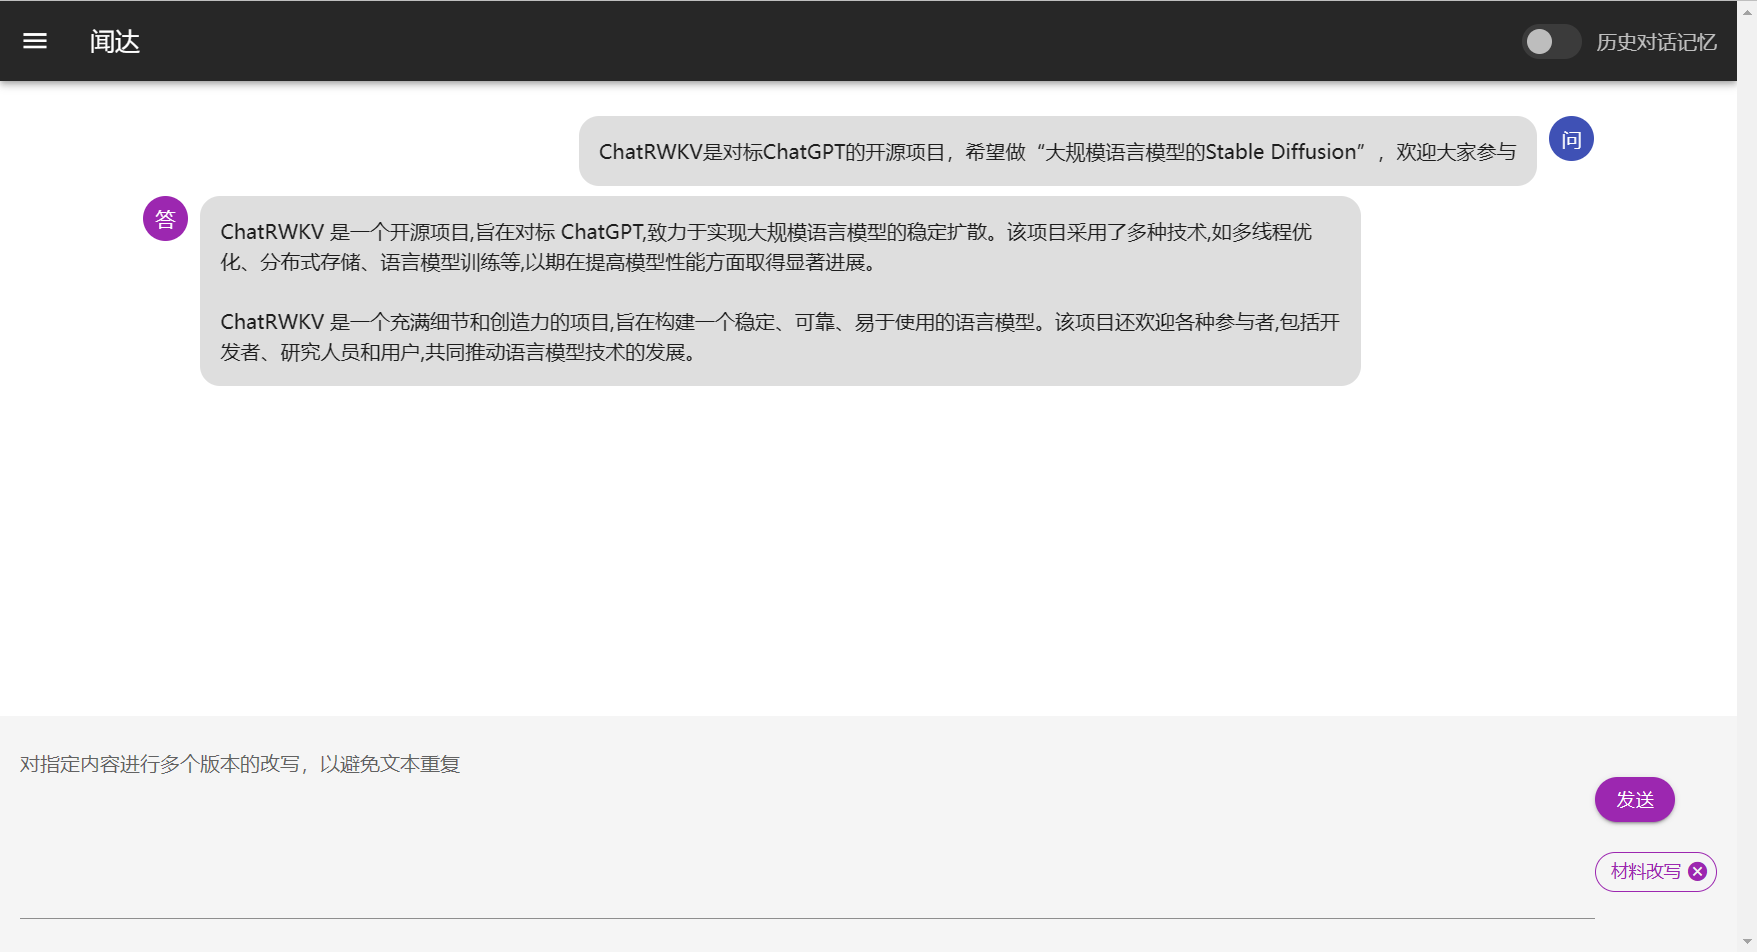 闻达
历史对话记忆
ChatRWKV是对标ChatGPT的开源项目，希望做“大规模语言模型的Stable Diffusion”，欢迎大家参与
问
答
ChatRWKV 是一个开源项目,旨在对标 ChatGPT,致力于实现大规模语言模型的稳定扩散。该项目采用了多种技术,如多线程优
化、分布式存储、语言模型训练等,以期在提高模型性能方面取得显著进展。
ChatRWKV 是一个充满细节和创造力的项目,旨在构建一个稳定、可靠、易于使用的语言模型。该项目还欢迎各种参与者,包括开
发者、研究人员和用户,共同推动语言模型技术的发展。
对指定内容进行多个版本的改写，以避免文本重复
发送
材料改写